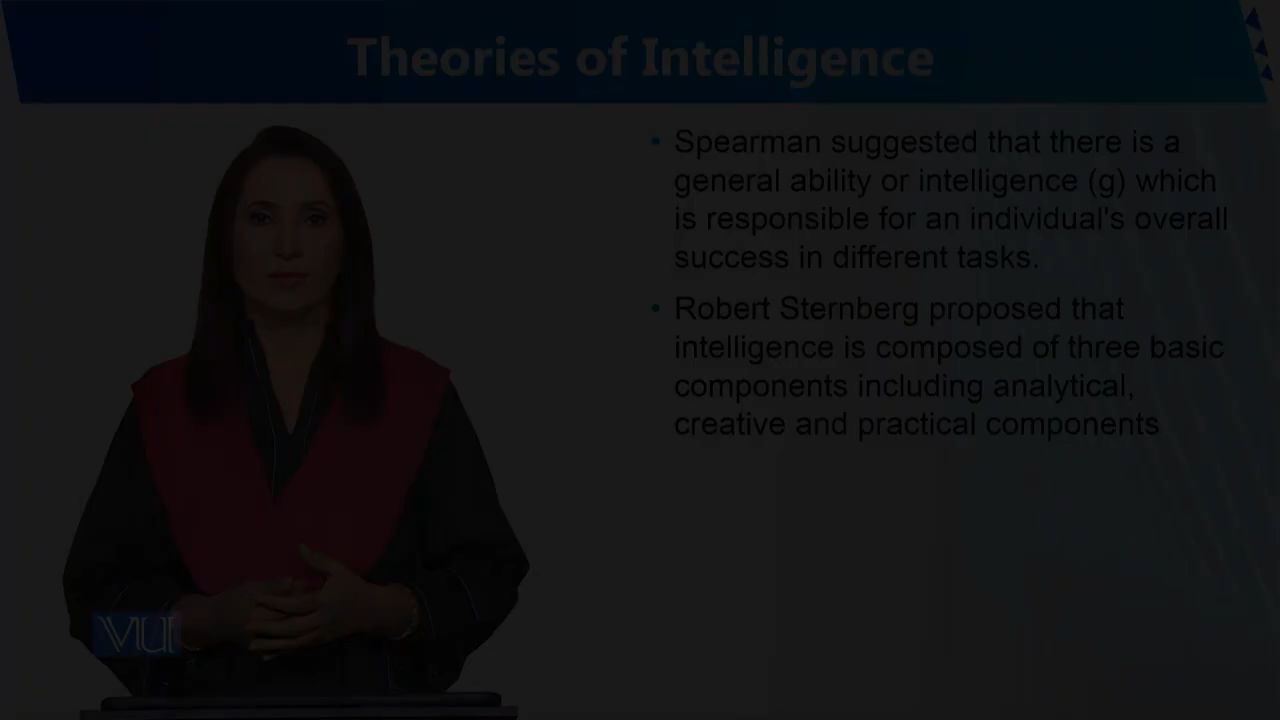 Theories of Intelligence
• Spearman suggested that there is a
general ability or intelligence (g) which
is responsible for an individual's overall
success in different tasks.
• Robert Sternberg proposed that
intelligence is composed of three basic
components including analytical,
creative and practical components
VU